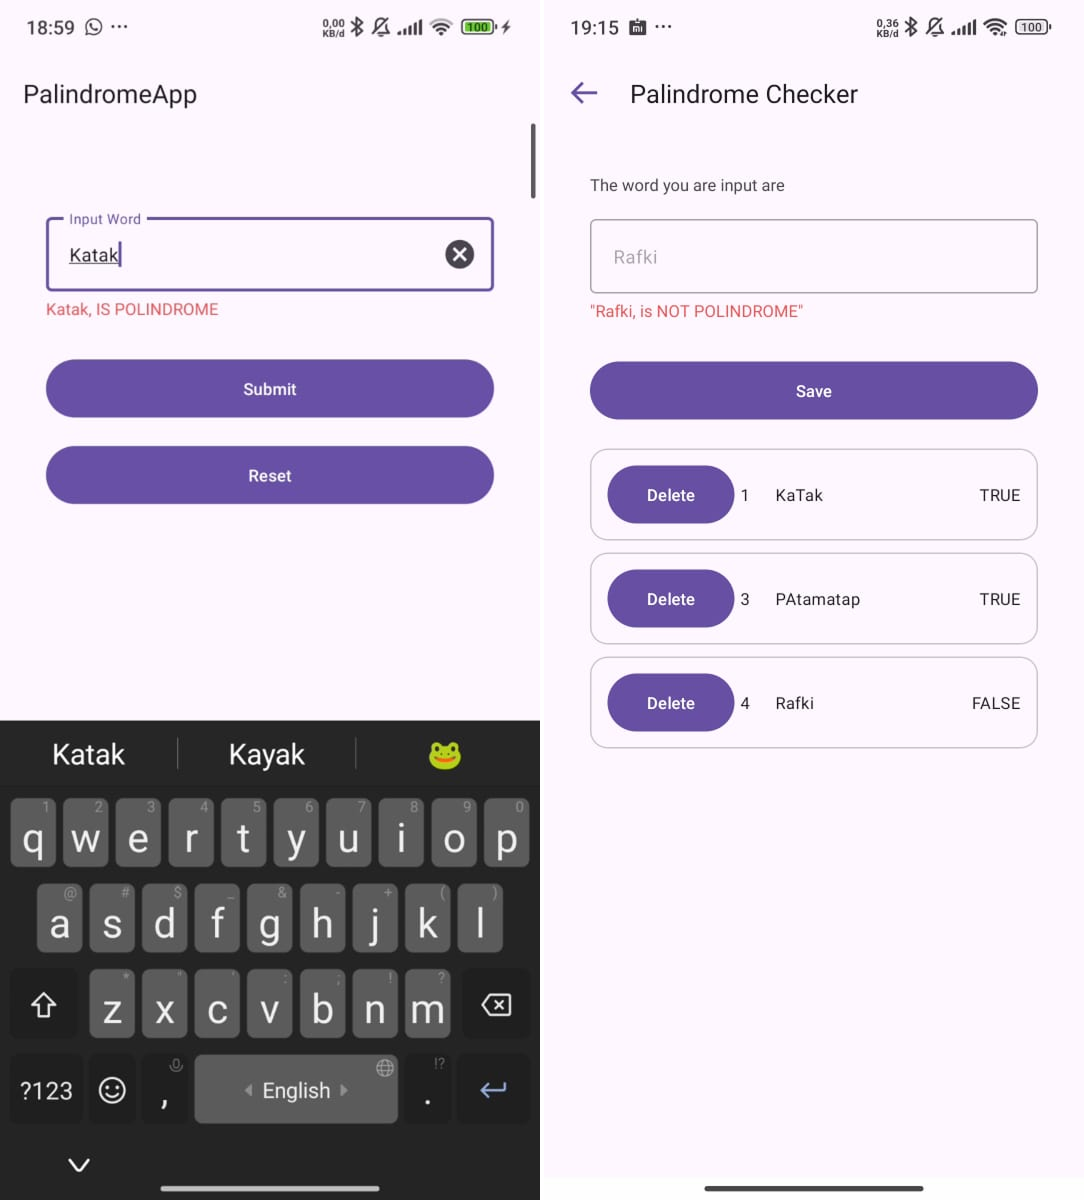 18:59
0,00
KB/d
100
PalindromeApp
Input Word
Katak
Katak, IS POLINDROME
Submit
Reset
Katak Kayak
1 2 3 4 5 6 7 8 9 0
q w e r t y u i o p
@ # $ _ & - + ( )
a s d f g h j k l
* " ' : ; ! ?
z x c v b n m
!?
?123 , English .
19:15
0,36
KB/d
100
Palindrome Checker
The word you are input are
Rafki
"Rafki, is NOT POLINDROME"
Save
Delete 1 KaTak TRUE
Delete 3 PAtamatap TRUE
Delete 4 Rafki FALSE